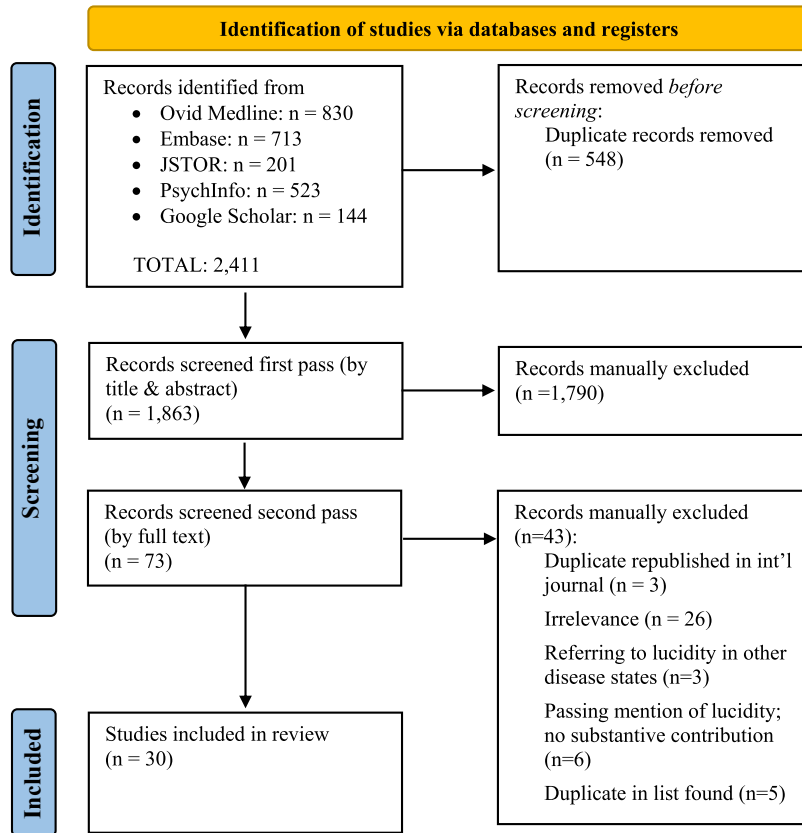 Identification of studies via databases and registers
Identification
Records identified from
• Ovid Medline: n = 830
• Embase: n = 713
• JSTOR: n = 201
• PsychInfo: n = 523
• Google Scholar: n = 144
TOTAL: 2,411
Records removed before
screening:
Duplicate records removed
(n = 548)
Screening
Records screened first pass (by
title & abstract)
(n = 1,863)
Records manually excluded
(n =1,790)
Records screened second pass
(by full text)
(n = 73)
Records manually excluded
(n=43):
Duplicate republished in int'l
journal (n = 3)
Irrelevance (n = 26)
Referring to lucidity in other
disease states (n=3)
Passing mention of lucidity;
no substantive contribution
(n=6)
Duplicate in list found (n=5)
Included
Studies included in review
(n = 30)